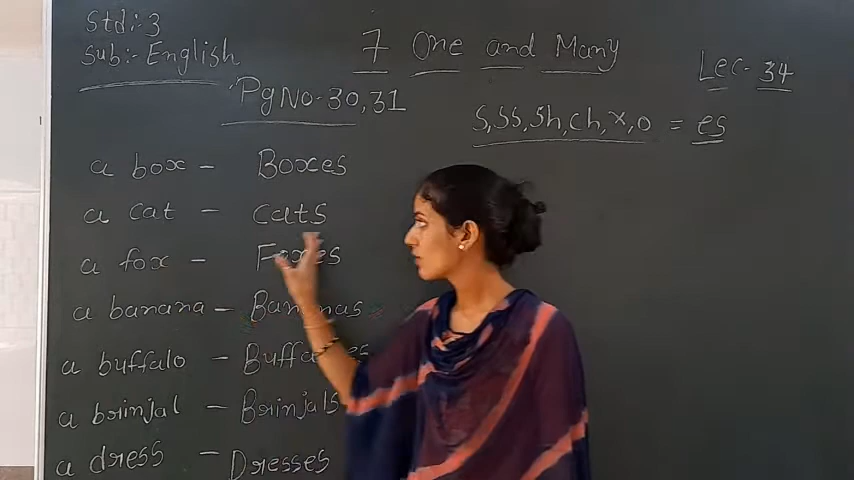 Std:-3
Sub:- English
7 One and Many
Lec- 34
PgNo-30,31
S,SS,Sh,Ch,X,O = es
a box - Boxes
a cat - cats
a fox -
a banana -
a buffalo -
a brinjal - Brinjals
a dress - Dresses